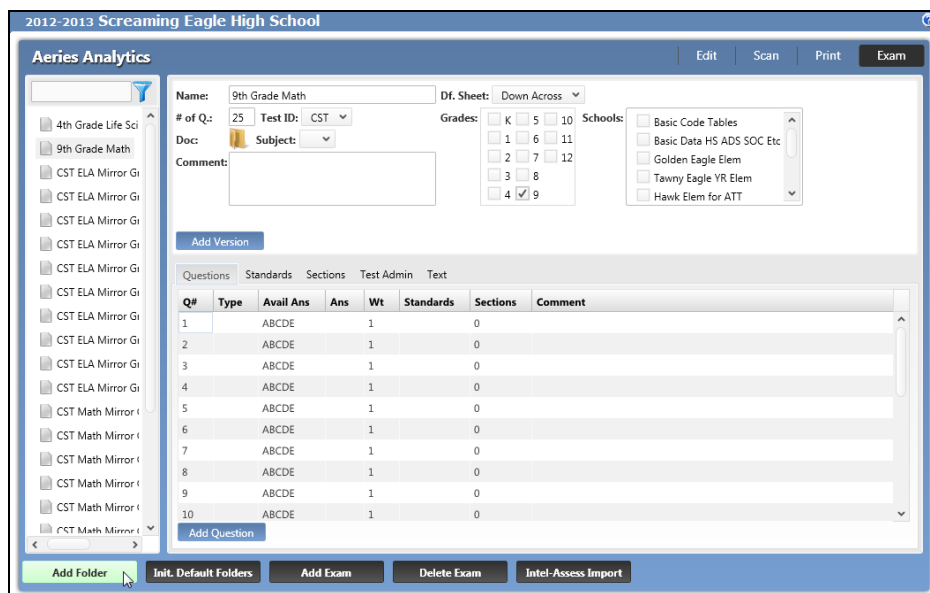 2012-2013 Screaming Eagle High School
Aeries Analytics
Edit Scan Print Exam
4th Grade Life Sci
9th Grade Math
CST ELA Mirror Gr
CST ELA Mirror Gr
CST ELA Mirror Gr
CST ELA Mirror Gr
CST ELA Mirror Gr
CST ELA Mirror Gr
CST ELA Mirror Gr
CST ELA Mirror Gr
CST ELA Mirror Gr
CST ELA Mirror Gr
CST Math Mirror (
CST Math Mirror (
CST Math Mirror (
CST Math Mirror (
CST Math Mirror (
CST Math Mirror (
Name: 9th Grade Math Df. Sheet: Down Across
# of Q.: 25 Test ID: CST Grades: K 5 10 Schools: Basic Code Tables
Doc: Subject: 1 6 11 Basic Data HS ADS SOC Etc
Comment: 2 7 12 Golden Eagle Elem
3 8 Tawny Eagle YR Elem
4 9 Hawk Elem for ATT
Add Version
Questions Standards Sections Test Admin Text
Q# Type Avail Ans Ans Wt Standards Sections Comment
1 ABCDE 1 0
2 ABCDE 1 0
3 ABCDE 1 0
4 ABCDE 1 0
5 ABCDE 1 0
6 ABCDE 1 0
7 ABCDE 1 0
8 ABCDE 1 0
9 ABCDE 1 0
10 ABCDE 1 0
Add Question
Add Folder Init. Default Folders Add Exam Delete Exam Intel-Assess Import